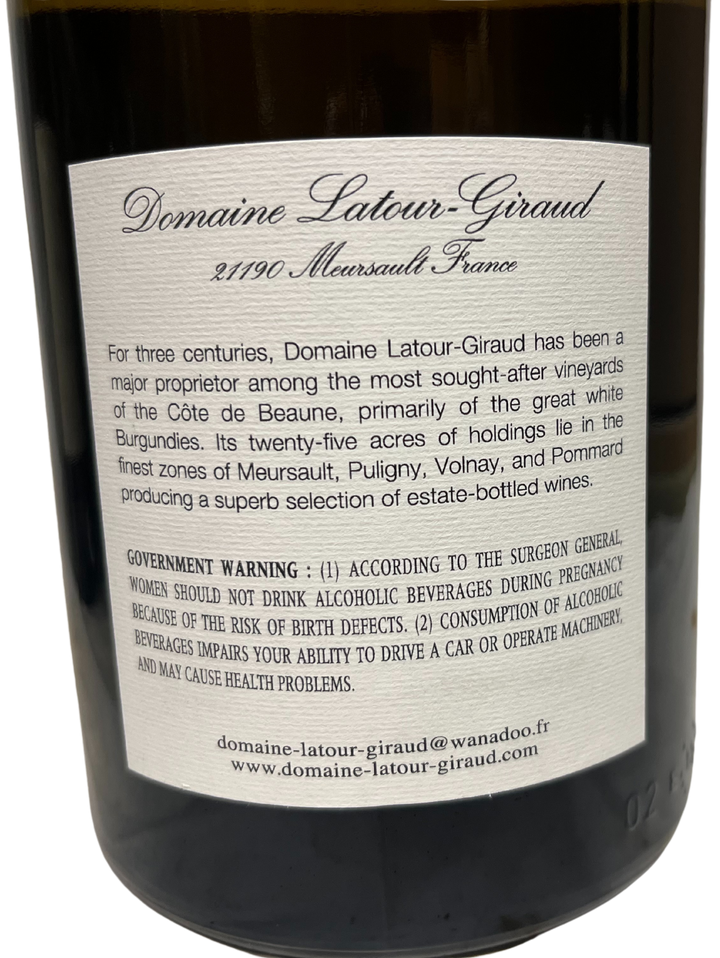 Domaine Latour-Giraud
21190 Meursault France
For three centuries, Domaine Latour-Giraud has been a
major proprietor among the most sought-after vineyards
of the Côte de Beaune, primarily of the great white
Burgundies. Its twenty-five acres of holdings lie in the
finest zones of Meursault, Puligny, Volnay, and Pommard
producing a superb selection of estate-bottled wines.
GOVERNMENT WARNING : (1) ACCORDING TO THE SURGEON GENERAL,
WOMEN SHOULD NOT DRINK ALCOHOLIC BEVERAGES DURING PREGNANCY
BECAUSE OF THE RISK OF BIRTH DEFECTS. (2) CONSUMPTION OF ALCOHOLIC
BEVERAGES IMPAIRS YOUR ABILITY TO DRIVE A CAR OR OPERATE MACHINERY,
AND MAY CAUSE HEALTH PROBLEMS.
domaine-latour-giraud@wanadoo.fr
www.domaine-latour-giraud.com
02